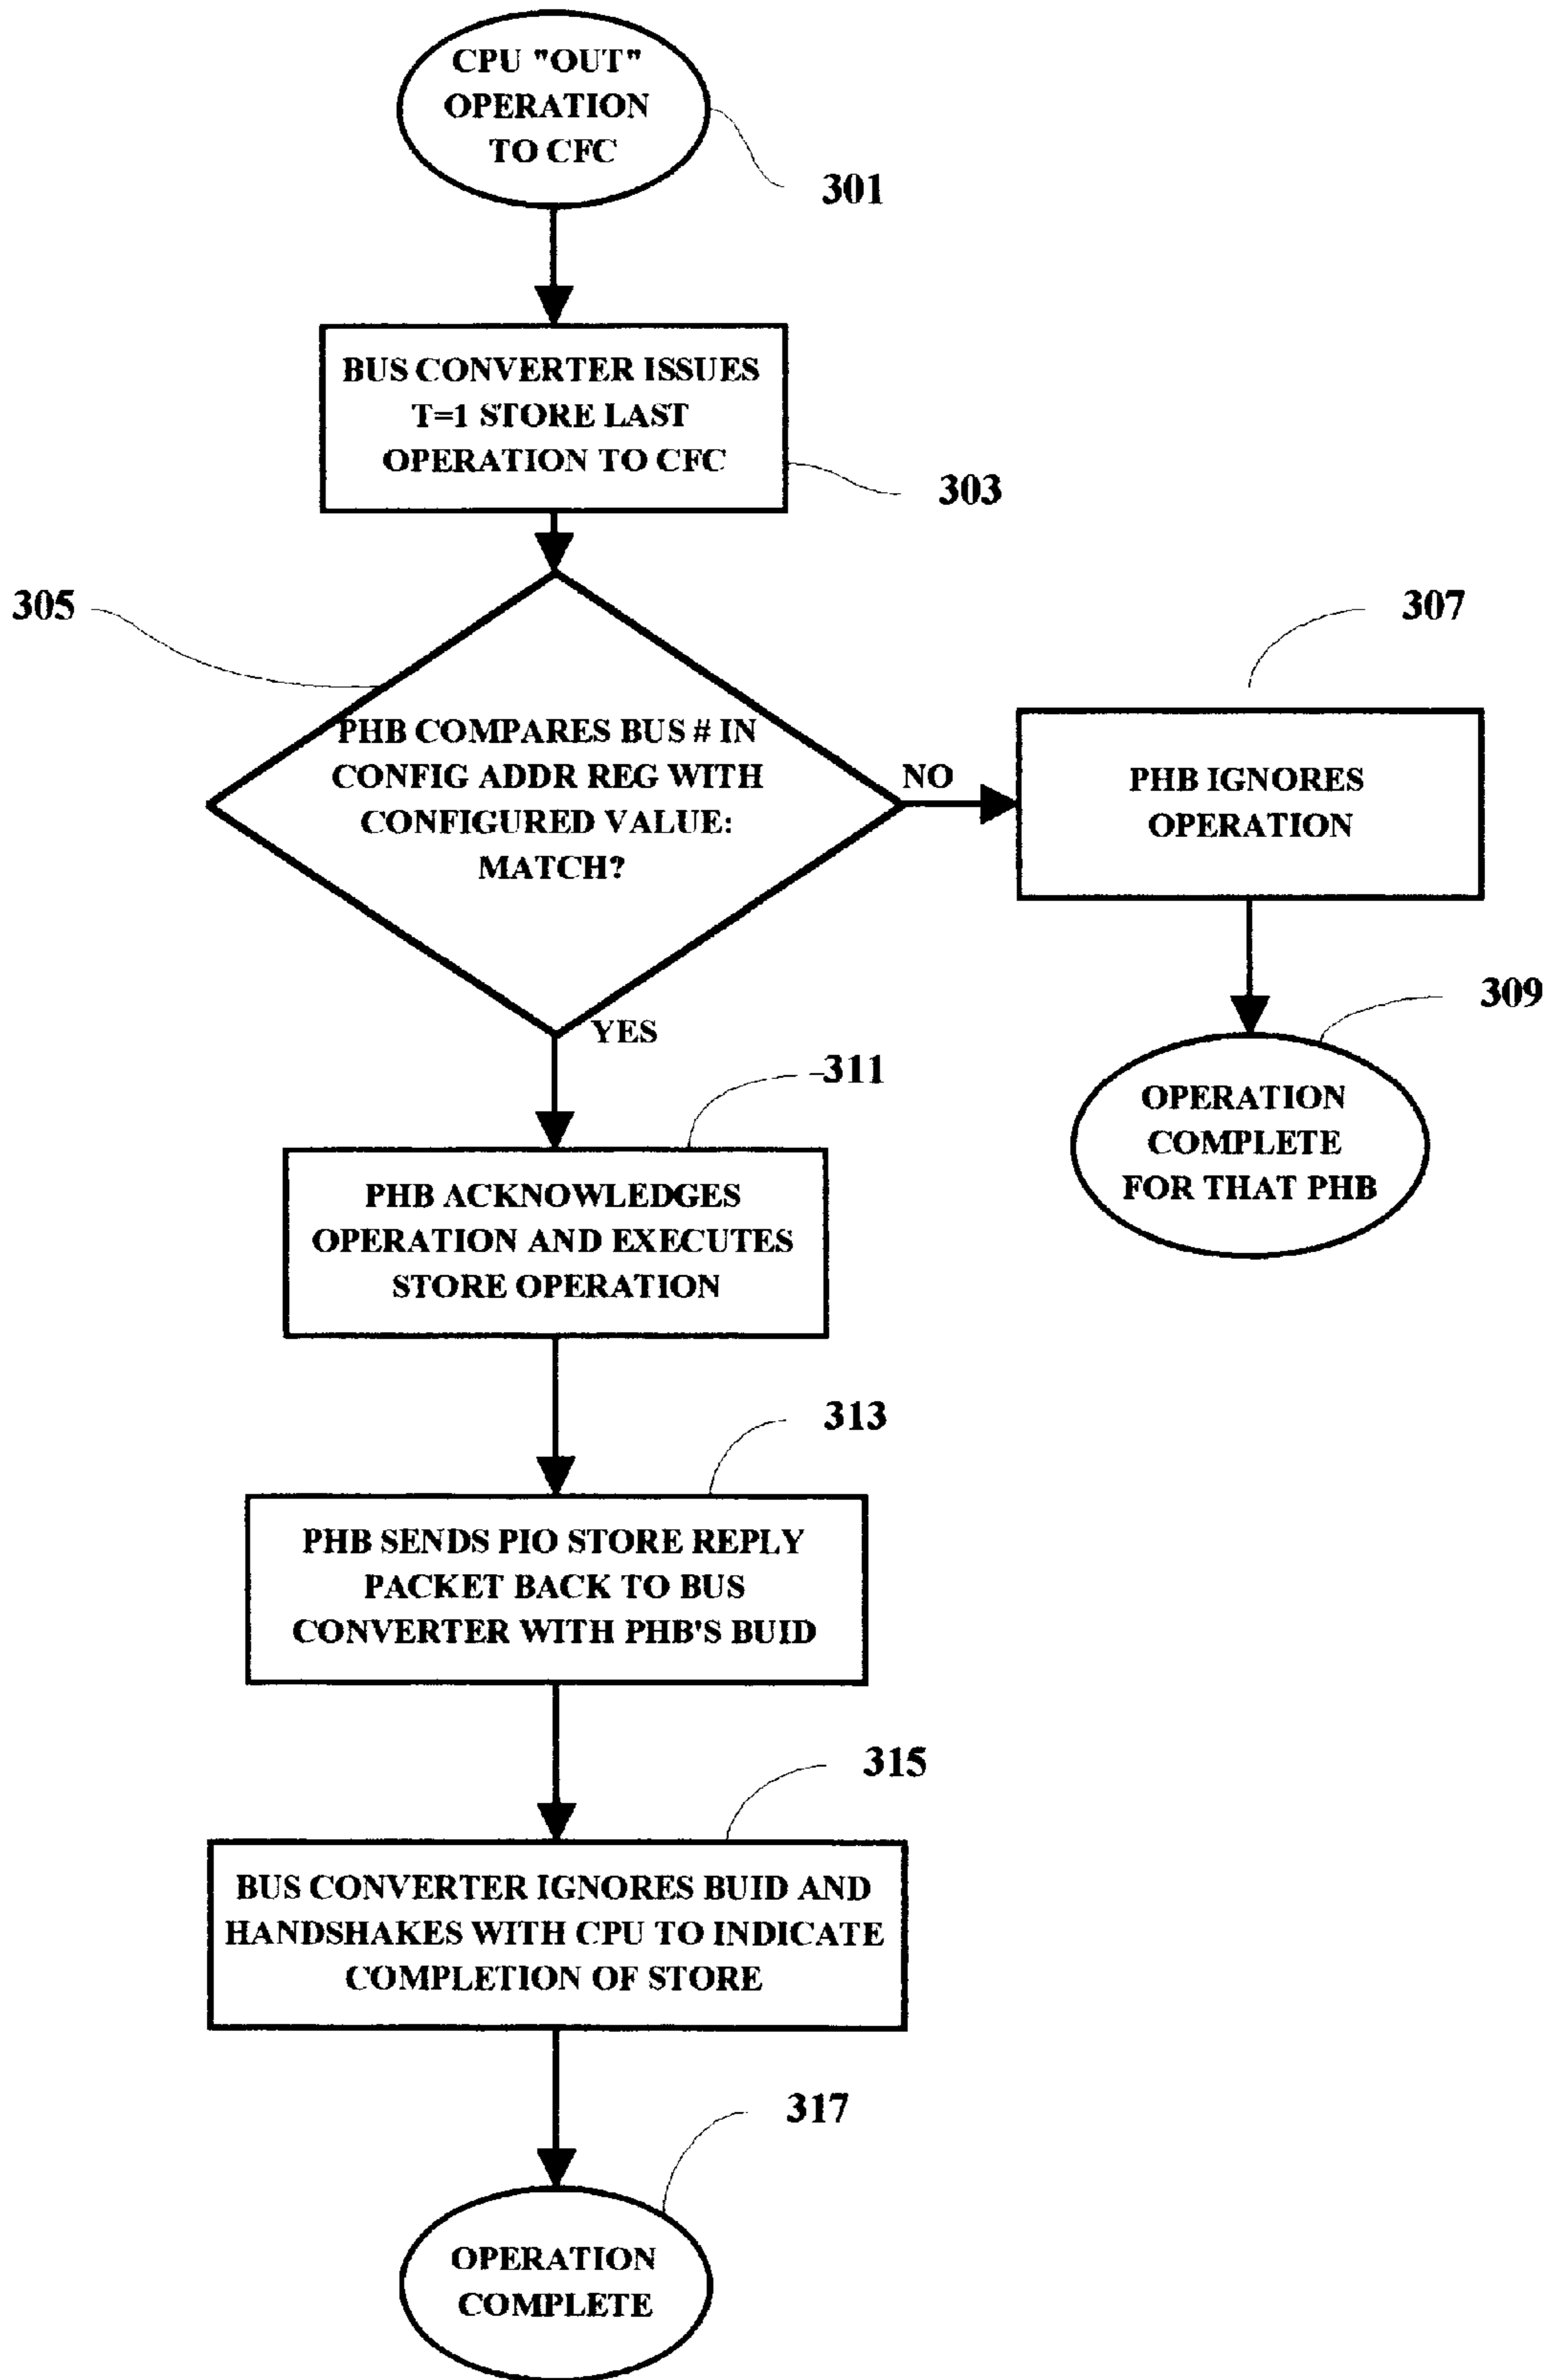 CPU "OUT"
OPERATION
TO CFC
301
BUS CONVERTER ISSUES
T=1 STORE LAST
OPERATION TO CFC
303
305
PHB COMPARES BUS # IN
CONFIG ADDR REG WITH
CONFIGURED VALUE:
MATCH?
NO
307
PHB IGNORES
OPERATION
309
OPERATION
COMPLETE
FOR THAT PHB
YES
311
PHB ACKNOWLEDGES
OPERATION AND EXECUTES
STORE OPERATION
313
PHB SENDS PIO STORE REPLY
PACKET BACK TO BUS
CONVERTER WITH PHB'S BUID
315
BUS CONVERTER IGNORES BUID AND
HANDSHAKES WITH CPU TO INDICATE
COMPLETION OF STORE
317
OPERATION
COMPLETE